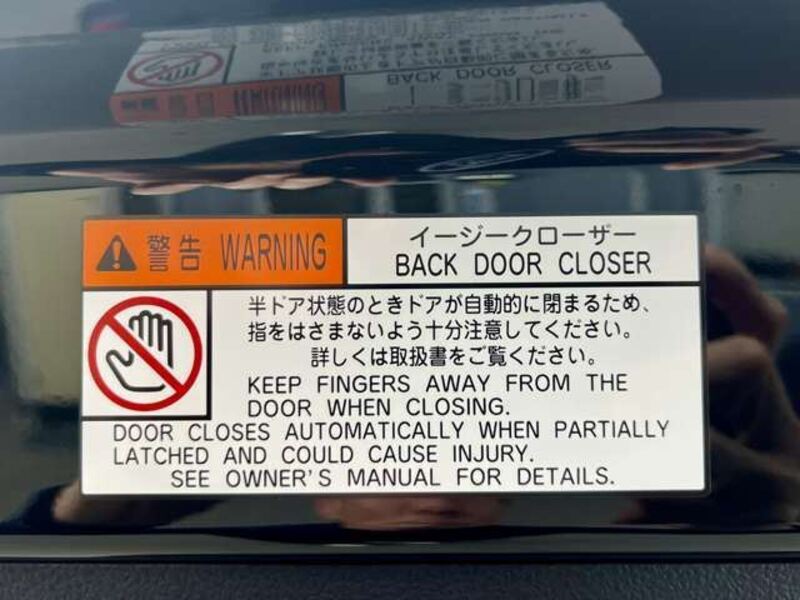 警告 WARNING
イージークローザー
BACK DOOR CLOSER
半ドア状態のときドアが自動的に閉まるため、
指をはさまないよう十分注意してください。
詳しくは取扱書をご覧ください。
KEEP FINGERS AWAY FROM THE
DOOR WHEN CLOSING.
DOOR CLOSES AUTOMATICALLY WHEN PARTIALLY
LATCHED AND COULD CAUSE INJURY.
SEE OWNER'S MANUAL FOR DETAILS.